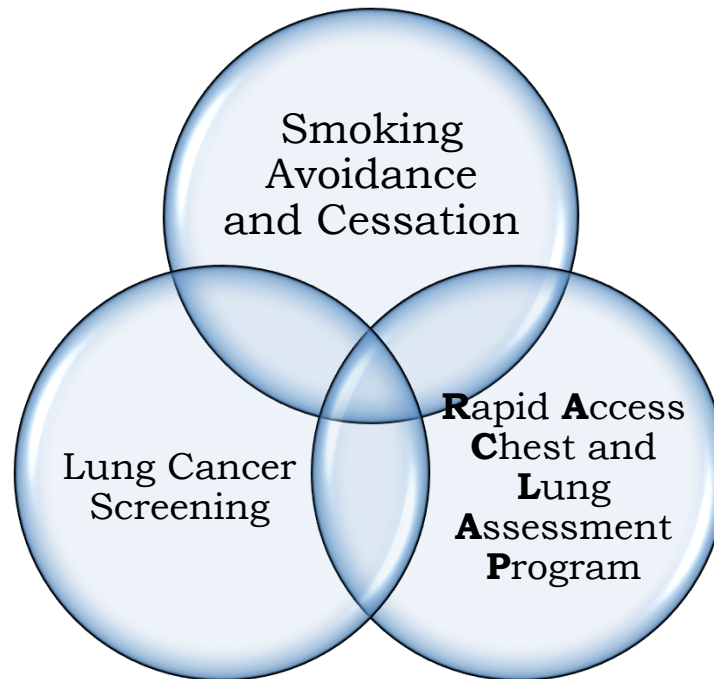 Smoking
Avoidance
and Cessation
Lung Cancer
Screening
Rapid Access
Chest and
Lung
Assessment
Program